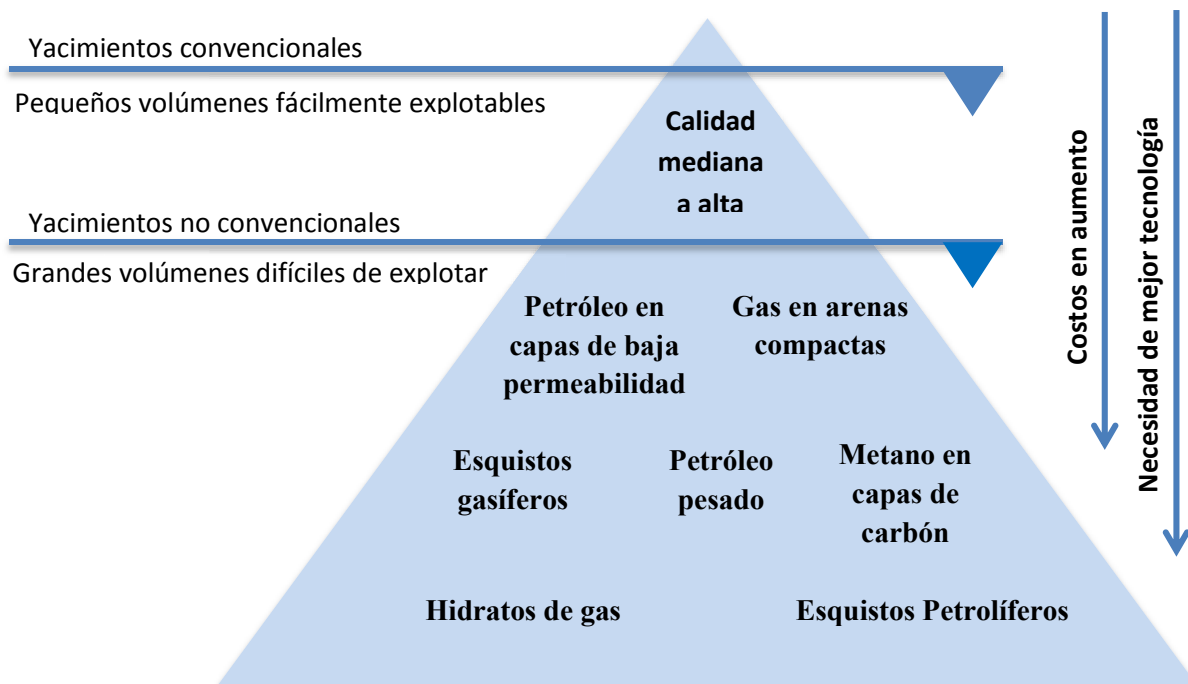 Yacimientos convencionales
Pequeños volúmenes fácilmente explotables
Calidad
mediana
a alta
Yacimientos no convencionales
Grandes volúmenes difíciles de explotar
Petróleo en
capas de baja
permeabilidad
Gas en arenas
compactas
Esquistos
gasíferos
Petróleo
pesado
Metano en
capas de
carbón
Hidratos de gas
Esquistos Petrolíferos
Costos en aumento
Necesidad de mejor tecnología